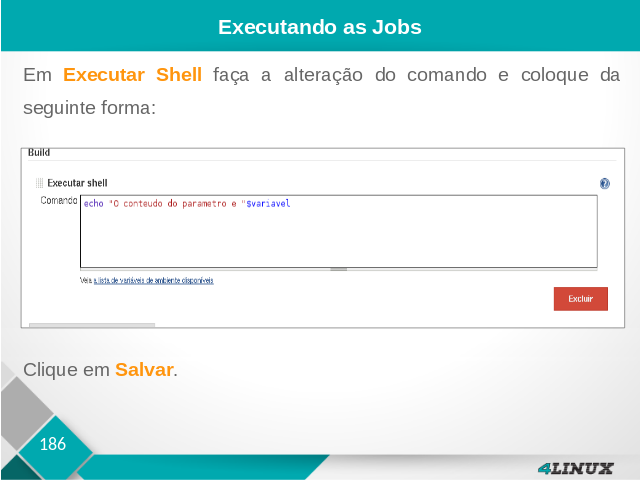 Executando as Jobs
Em Executar Shell faça a alteração do comando e coloque da
seguinte forma:
Build
Executar shell
?
Comando
echo "O conteudo do parametro e "$variavel
Veja a lista de variáveis de ambiente disponíveis
Excluir
Clique em Salvar.
186
4LINUX